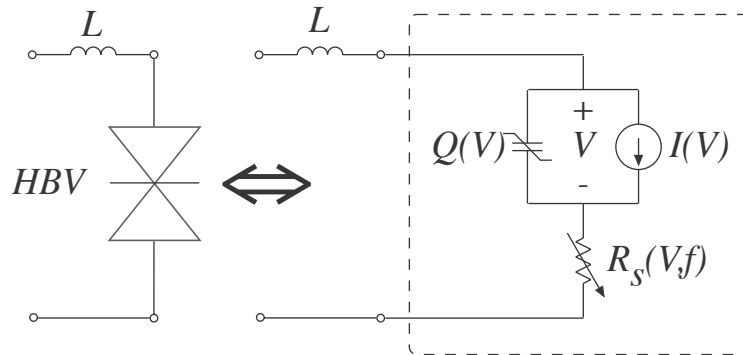 L
L
+
Q(V) V I(V)
HBV
-
R_S(V,f)